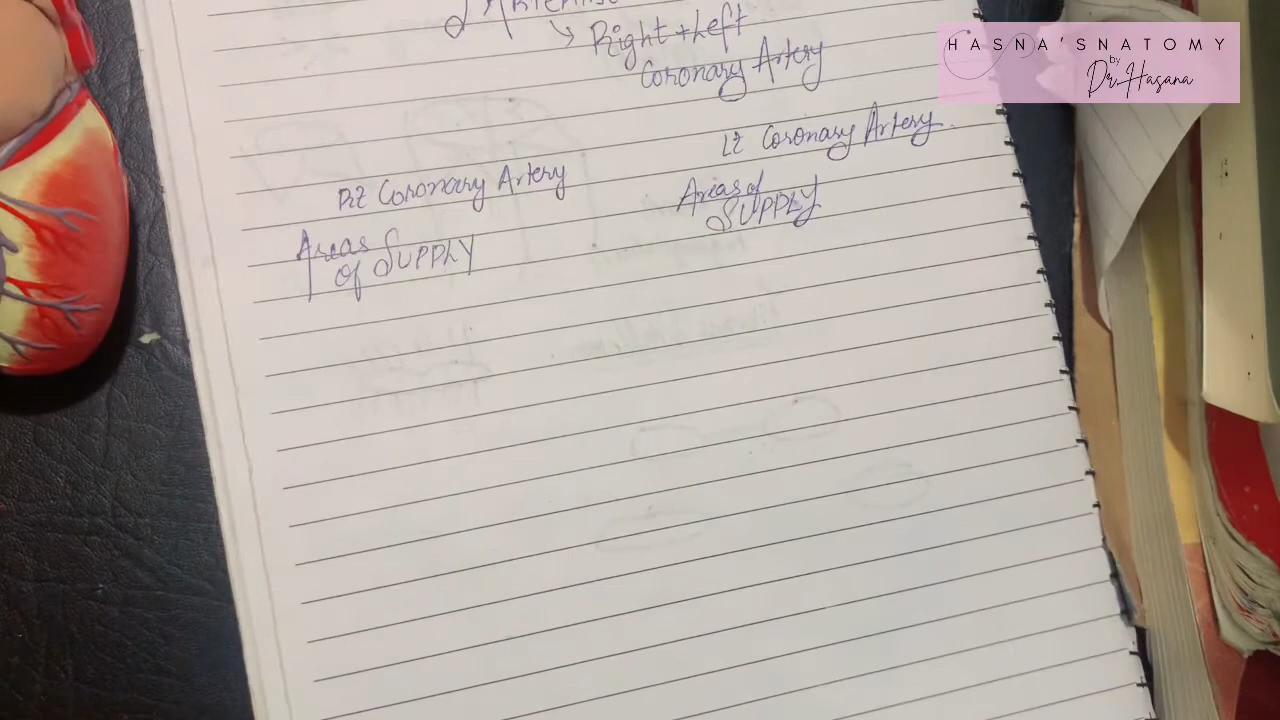 Right + Left
Coronary Artery
Rt Coronary Artery
Areas
of SUPPLY
Lt Coronary Artery
Areas of
SUPPLY
HASNA'SNATOMY
by
Dr.Hasana